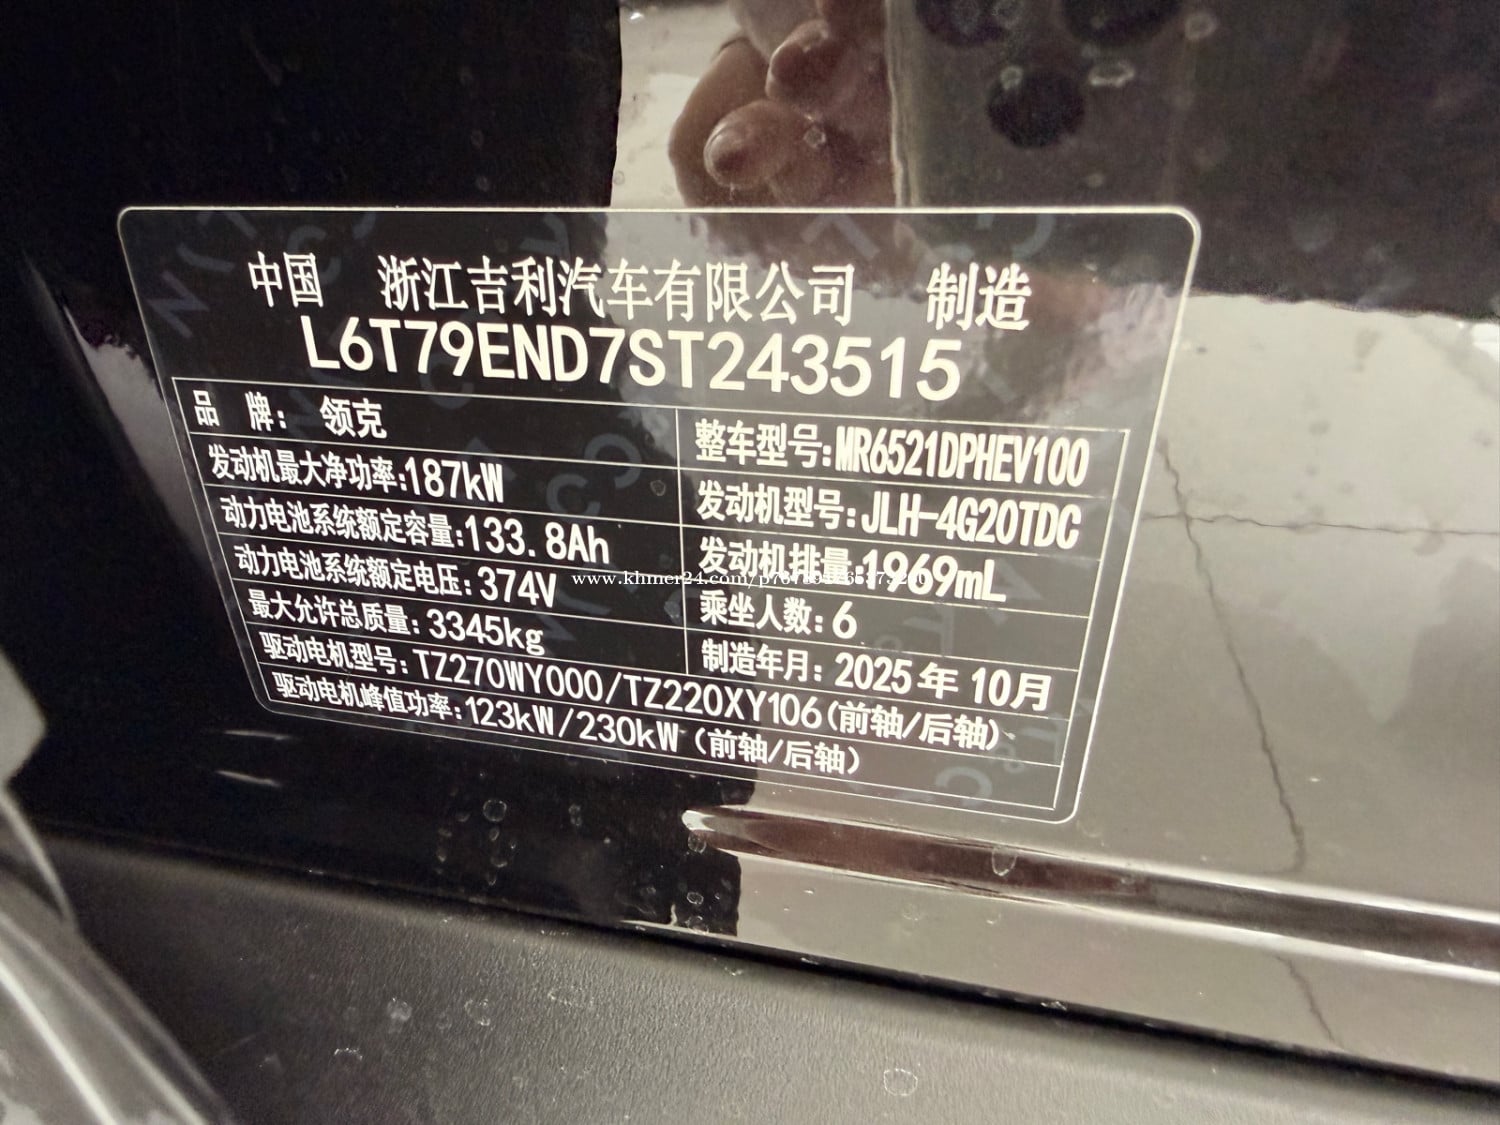 中国 浙江吉利汽车有限公司 制造
L6T79END7ST243515
品 牌: 领克
整车型号:MR6521DPHEV100
发动机最大净功率:187kW
发动机型号:JLH-4G20TDC
动力电池系统额定容量:133.8Ah
发动机排量:1969mL
动力电池系统额定电压:374V
乘坐人数:6
最大允许总质量:3345kg
制造年月:2025年10月
驱动电机型号:TZ270WY000/TZ220XY106(前轴/后轴)
驱动电机峰值功率:123kW/230kW(前轴/后轴)